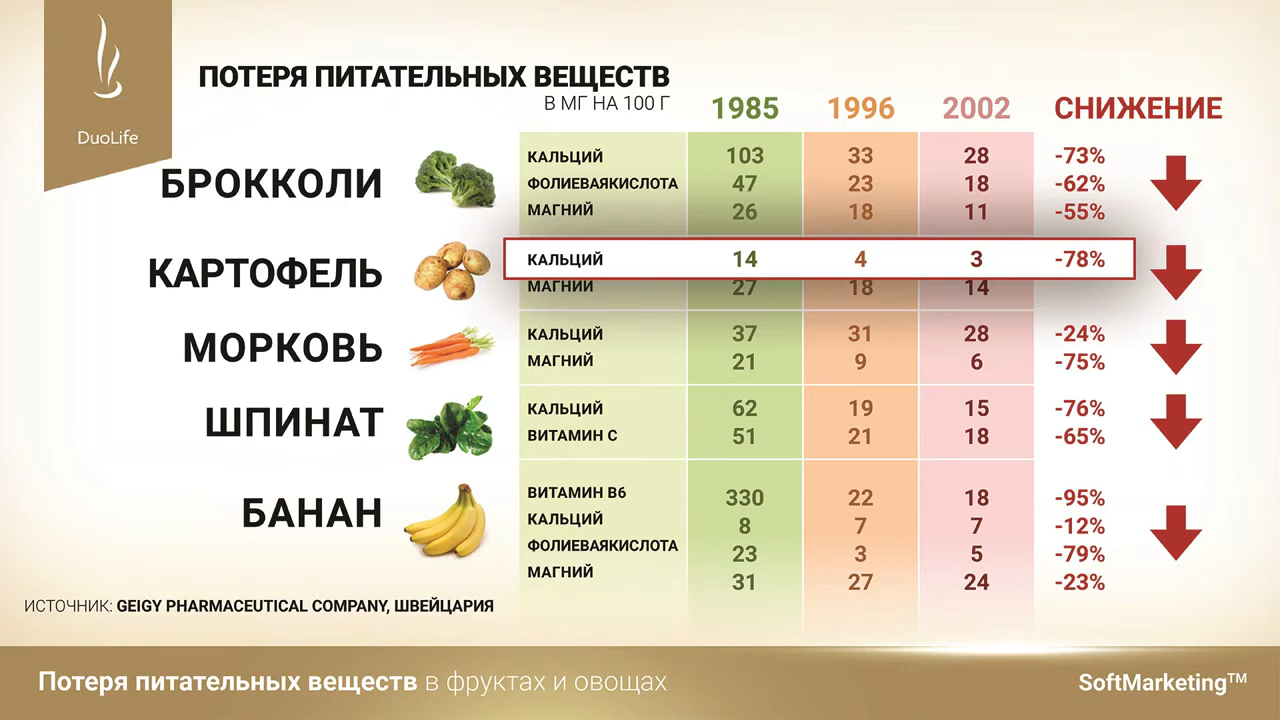 DuoLife
ПОТЕРЯ ПИТАТЕЛЬНЫХ ВЕЩЕСТВ
В МГ НА 100 Г
1985 1996 2002 СНИЖЕНИЕ
БРОККОЛИ
КАЛЬЦИЙ 103 33 28 -73%
ФОЛИЕВАЯКИСЛОТА 47 23 18 -62%
МАГНИЙ 26 18 11 -55%
КАРТОФЕЛЬ
КАЛЬЦИЙ 14 4 3 -78%
МАГНИЙ 27 18 14
МОРКОВЬ
КАЛЬЦИЙ 37 31 28 -24%
МАГНИЙ 21 9 6 -75%
ШПИНАТ
КАЛЬЦИЙ 62 19 15 -76%
ВИТАМИН C 51 21 18 -65%
БАНАН
ВИТАМИН B6 330 22 18 -95%
КАЛЬЦИЙ 8 7 7 -12%
ФОЛИЕВАЯКИСЛОТА 23 3 5 -79%
МАГНИЙ 31 27 24 -23%
ИСТОЧНИК: GEIGY PHARMACEUTICAL COMPANY, ШВЕЙЦАРИЯ
Потеря питательных веществ в фруктах и овощах
SoftMarketing™